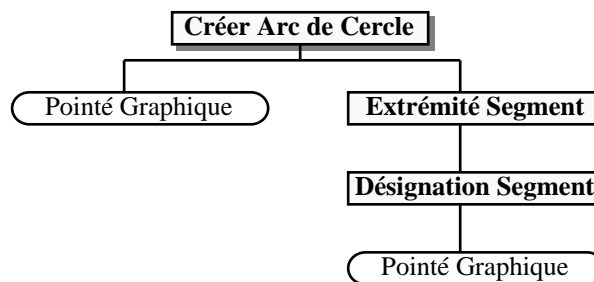 Créer Arc de Cercle
Pointé Graphique
Extrémité Segment
Désignation Segment
Pointé Graphique